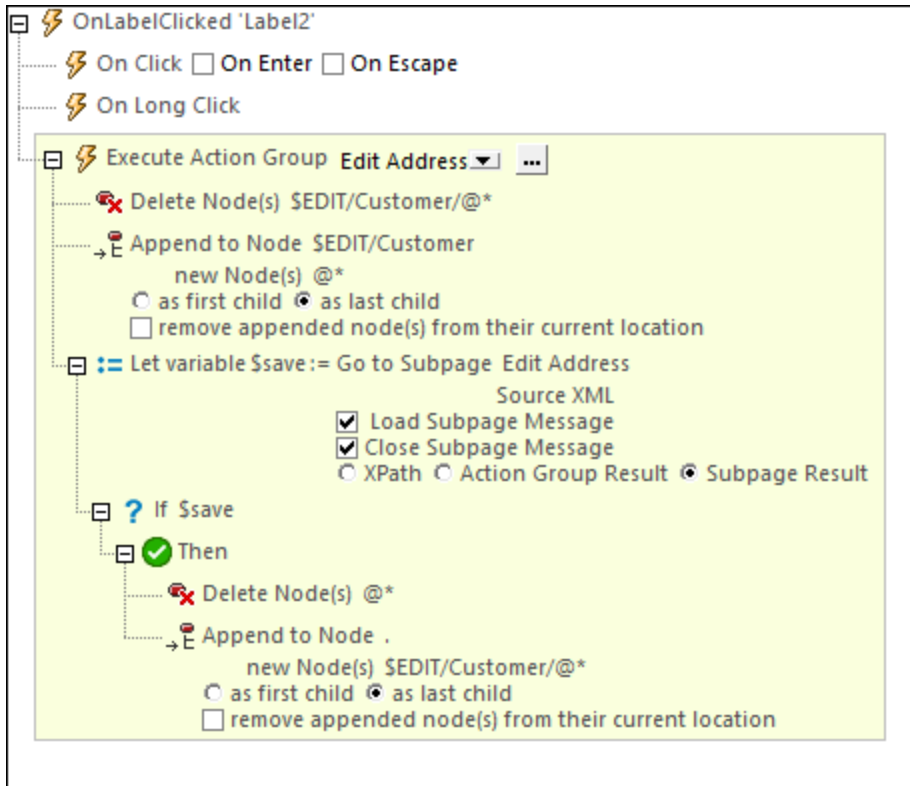 OnLabelClicked 'Label2'
On Click On Enter On Escape
On Long Click
Execute Action Group Edit Address ...
Delete Node(s) $EDIT/Customer/@*
Append to Node $EDIT/Customer
new Node(s) @*
as first child as last child
remove appended node(s) from their current location
Let variable $save := Go to Subpage Edit Address
Source XML
Load Subpage Message
Close Subpage Message
XPath Action Group Result Subpage Result
If $save
Then
Delete Node(s) @*
Append to Node .
new Node(s) $EDIT/Customer/@*
as first child as last child
remove appended node(s) from their current location